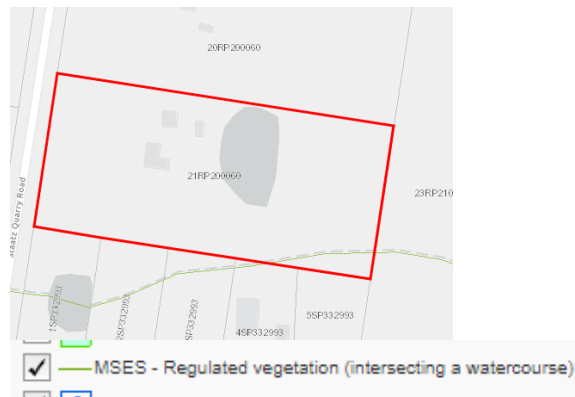 20RP200060
21RP200060
23RP210
Quarry Road
1SP332993
2SP332993
3SP332993
4SP332993
5SP332993
MSES - Regulated vegetation (intersecting a watercourse)